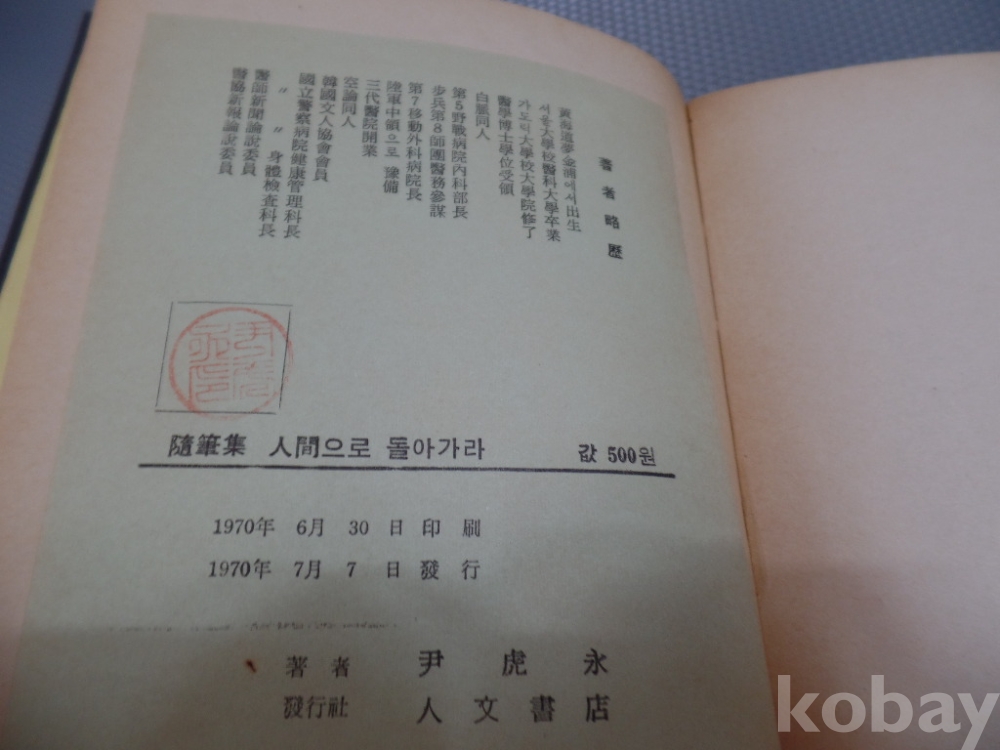 著者略歷
黃海道夢金浦에서 出生
서울大學校醫科大學卒業
가도릭大學校大學院修了
醫學博士學位受領
白脈同人
第5野戰病院內科部長
步兵第8師團醫務參謀
第7移動外科病院長
陸軍中領으로 豫備
三代醫院開業
空論同人
韓國文人協會會員
國立警察病院健康管理科長
〃 〃 身體檢査科長
醫師新聞論說委員
醫協新報論說委員
隨筆集 人間으로 돌아가라 값 500원
1970年 6月 30 日 印 刷
1970年 7月 7 日 發 行
著 者 尹 虎 永
發行社 人 文 書 店
kobay